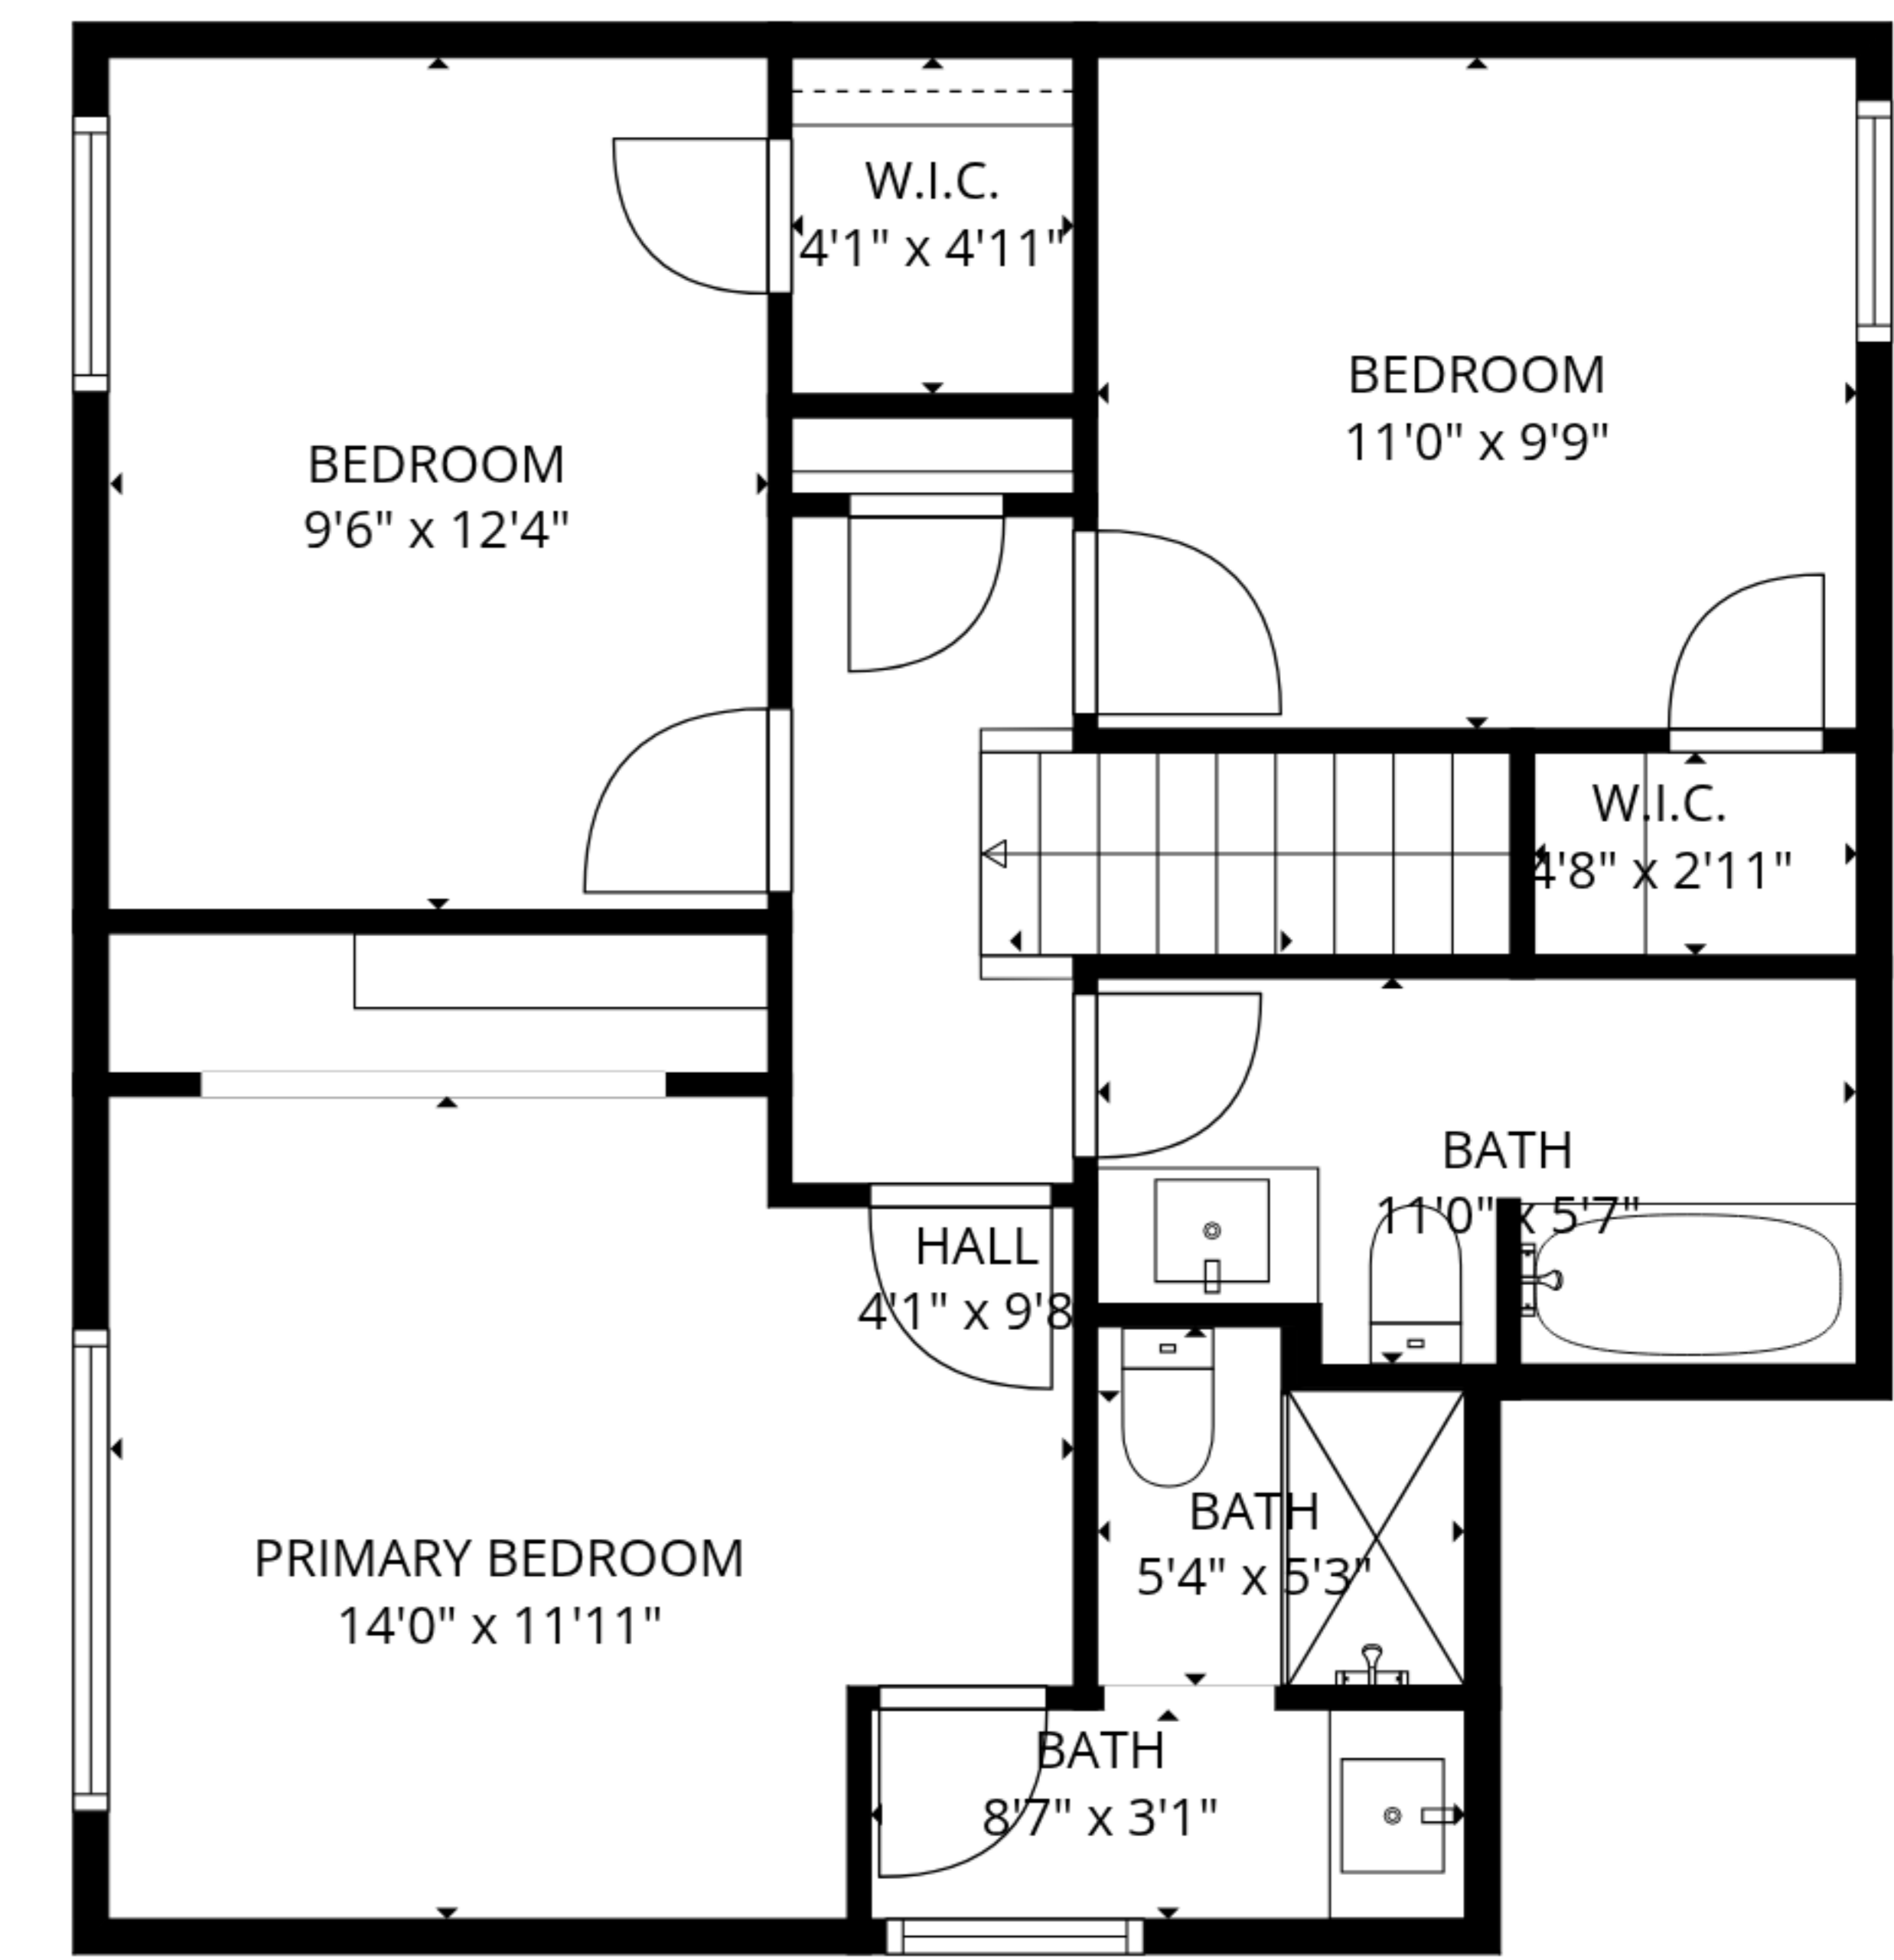 W.I.C.
4'1" x 4'11"
BEDROOM
11'0" x 9'9"
BEDROOM
9'6" x 12'4"
W.I.C.
4'8" x 2'11"
BATH
11'0" x 5'7"
HALL
4'1" x 9'8
BATH
5'4" x 5'3"
PRIMARY BEDROOM
14'0" x 11'11"
BATH
8'7" x 3'1"